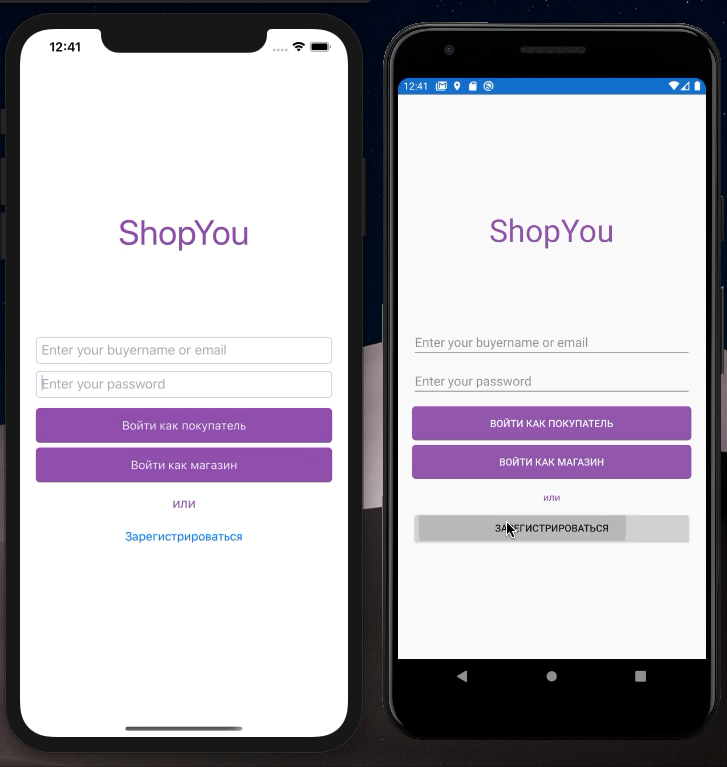 12:41
ShopYou
Enter your buyername or email
Enter your password
Войти как покупатель
Войти как магазин
или
Зарегистрироваться
12:41
ShopYou
Enter your buyername or email
Enter your password
ВОЙТИ КАК ПОКУПАТЕЛЬ
ВОЙТИ КАК МАГАЗИН
или
ЗАРЕГИСТРИРОВАТЬСЯ